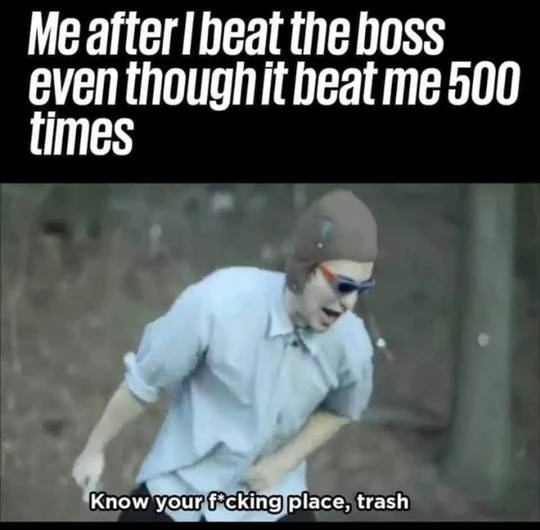 Me after I beat the boss
even though it beat me 500
times
Know your f*cking place, trash